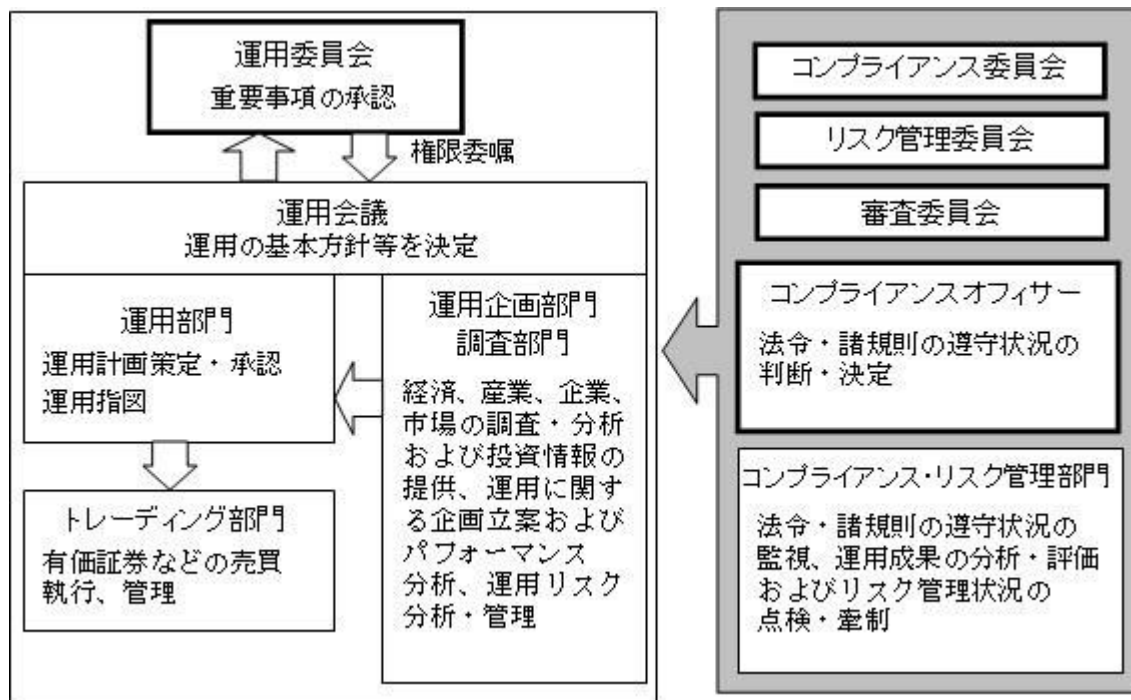 運用委員会
重要事項の承認
権限委嘱
運用会議
運用の基本方針等を決定
運用部門
運用計画策定・承認
運用指図
トレーディング部門
有価証券などの売買
執行、管理
運用企画部門
調査部門
経済、産業、企業、
市場の調査・分析
および投資情報の
提供、運用に関す
る企画立案および
パフォーマンス
分析、運用リスク
分析・管理
コンプライアンス委員会
リスク管理委員会
審査委員会
コンプライアンスオフィサー
法令・諸規則の遵守状況の
判断・決定
コンプライアンス・リスク管理部門
法令・諸規則の遵守状況の
監視、運用成果の分析・評価
およびリスク管理状況の
点検・牽制